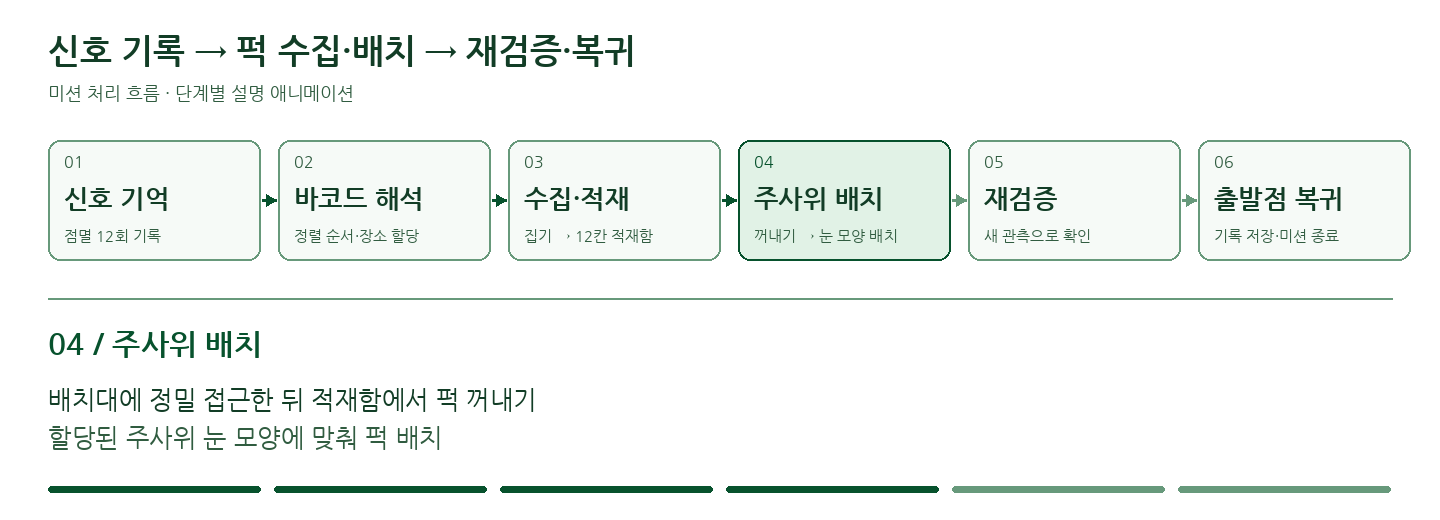 신호 기록 → 퍽 수집·배치 → 재검증·복귀
미션 처리 흐름 · 단계별 설명 애니메이션
01
신호 기억
점멸 12회 기록
02
바코드 해석
정렬 순서·장소 할당
03
수집·적재
집기 → 12칸 적재함
04
주사위 배치
꺼내기 → 눈 모양 배치
05
재검증
새 관측으로 확인
06
출발점 복귀
기록 저장·미션 종료
04 / 주사위 배치
배치대에 정밀 접근한 뒤 적재함에서 퍽 꺼내기
할당된 주사위 눈 모양에 맞춰 퍽 배치